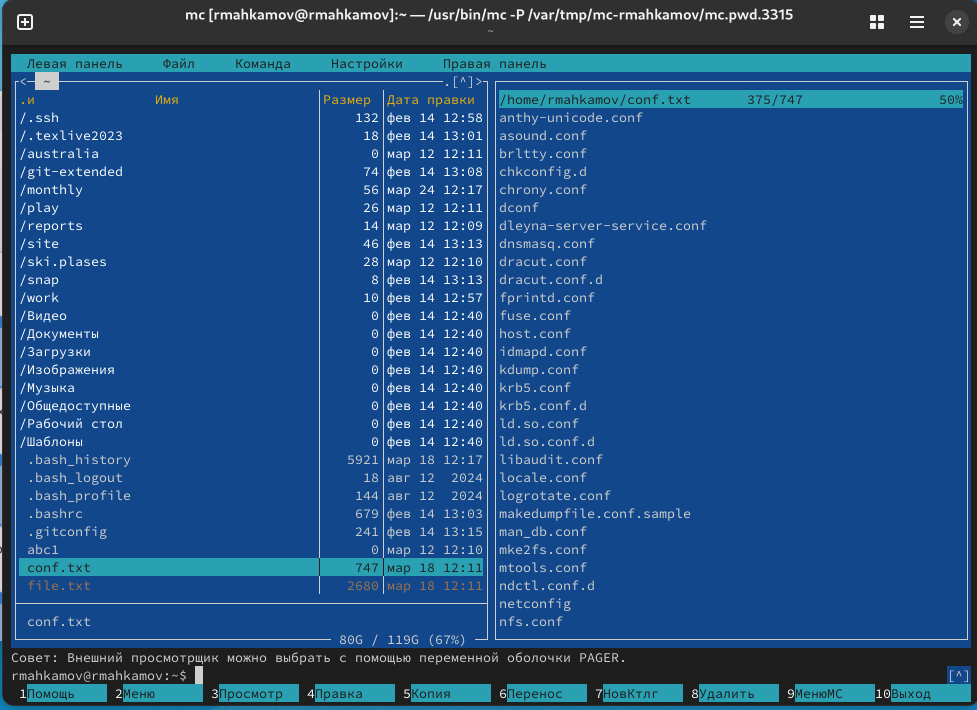 mc [rmahkamov@rmahkamov]:~ — /usr/bin/mc -P /var/tmp/mc-rmahkamov/mc.pwd.3315
~
Левая панель Файл Команда Настройки Правая панель
<— ~ .[^]>
.и Имя Размер Дата правки
/.ssh 132 фев 14 12:58
/.texlive2023 18 фев 14 13:01
/australia 0 мар 12 12:11
/git-extended 74 фев 14 13:08
/monthly 56 мар 24 12:17
/play 26 мар 12 12:11
/reports 14 мар 12 12:09
/site 46 фев 14 13:13
/ski.plases 28 мар 12 12:10
/snap 8 фев 14 13:13
/work 10 фев 14 12:57
/Видео 0 фев 14 12:40
/Документы 0 фев 14 12:40
/Загрузки 0 фев 14 12:40
/Изображения 0 фев 14 12:40
/Музыка 0 фев 14 12:40
/Общедоступные 0 фев 14 12:40
/Рабочий стол 0 фев 14 12:40
/Шаблоны 0 фев 14 12:40
.bash_history 5921 мар 18 12:17
.bash_logout 18 авг 12 2024
.bash_profile 144 авг 12 2024
.bashrc 679 фев 14 13:03
.gitconfig 241 фев 14 13:15
abc1 0 мар 12 12:10
conf.txt 747 мар 18 12:11
file.txt 2680 мар 18 12:11
conf.txt
80G / 119G (67%)
/home/rmahkamov/conf.txt 375/747 50%
anthy-unicode.conf
asound.conf
brltty.conf
chkconfig.d
chrony.conf
dconf
dleyna-server-service.conf
dnsmasq.conf
dracut.conf
dracut.conf.d
fprintd.conf
fuse.conf
host.conf
idmapd.conf
kdump.conf
krb5.conf
krb5.conf.d
ld.so.conf
ld.so.conf.d
libaudit.conf
locale.conf
logrotate.conf
makedumpfile.conf.sample
man_db.conf
mke2fs.conf
mtools.conf
ndctl.conf.d
netconfig
nfs.conf
Совет: Внешний просмотрщик можно выбрать с помощью переменной оболочки PAGER.
rmahkamov@rmahkamov:~$ [^]
1Помощь 2Меню 3Просмотр 4Правка 5Копия 6Перенос 7НовКтлг 8Удалить 9МенюМС 10Выход